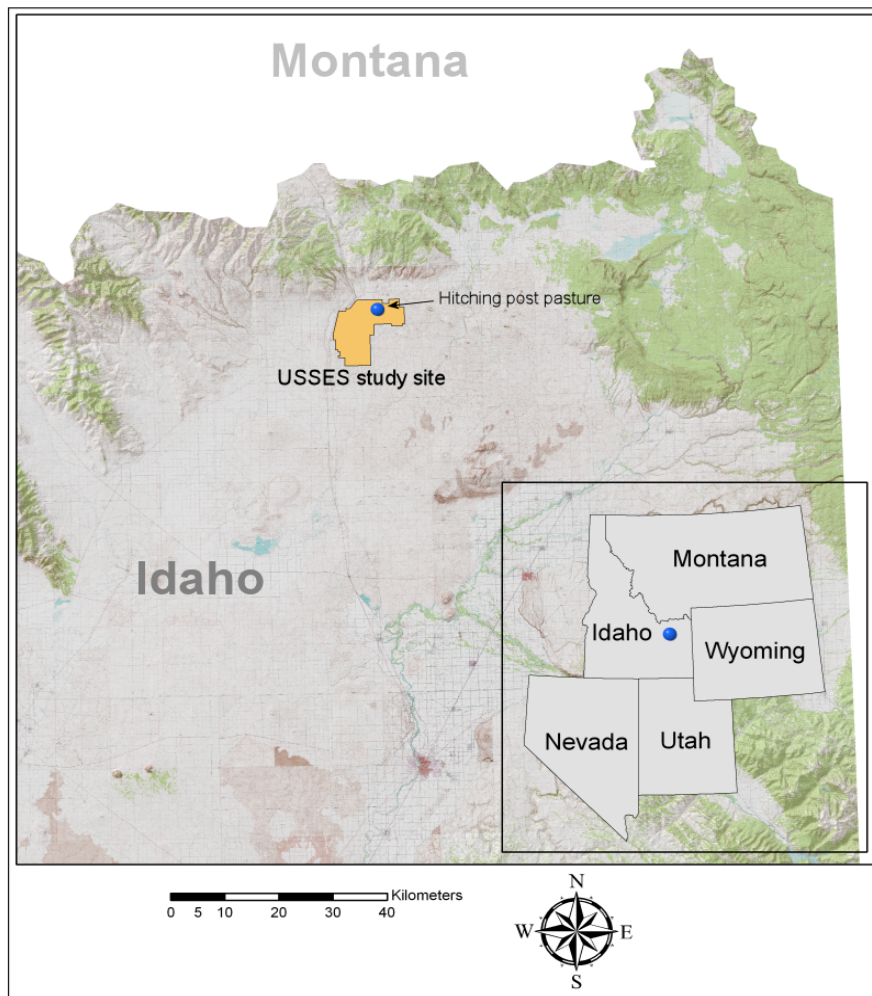 Montana
Hitching post pasture
USSES study site
Idaho
Montana
Idaho
Wyoming
Nevada
Utah
Kilometers
0 5 10 20 30 40
N
W E
S